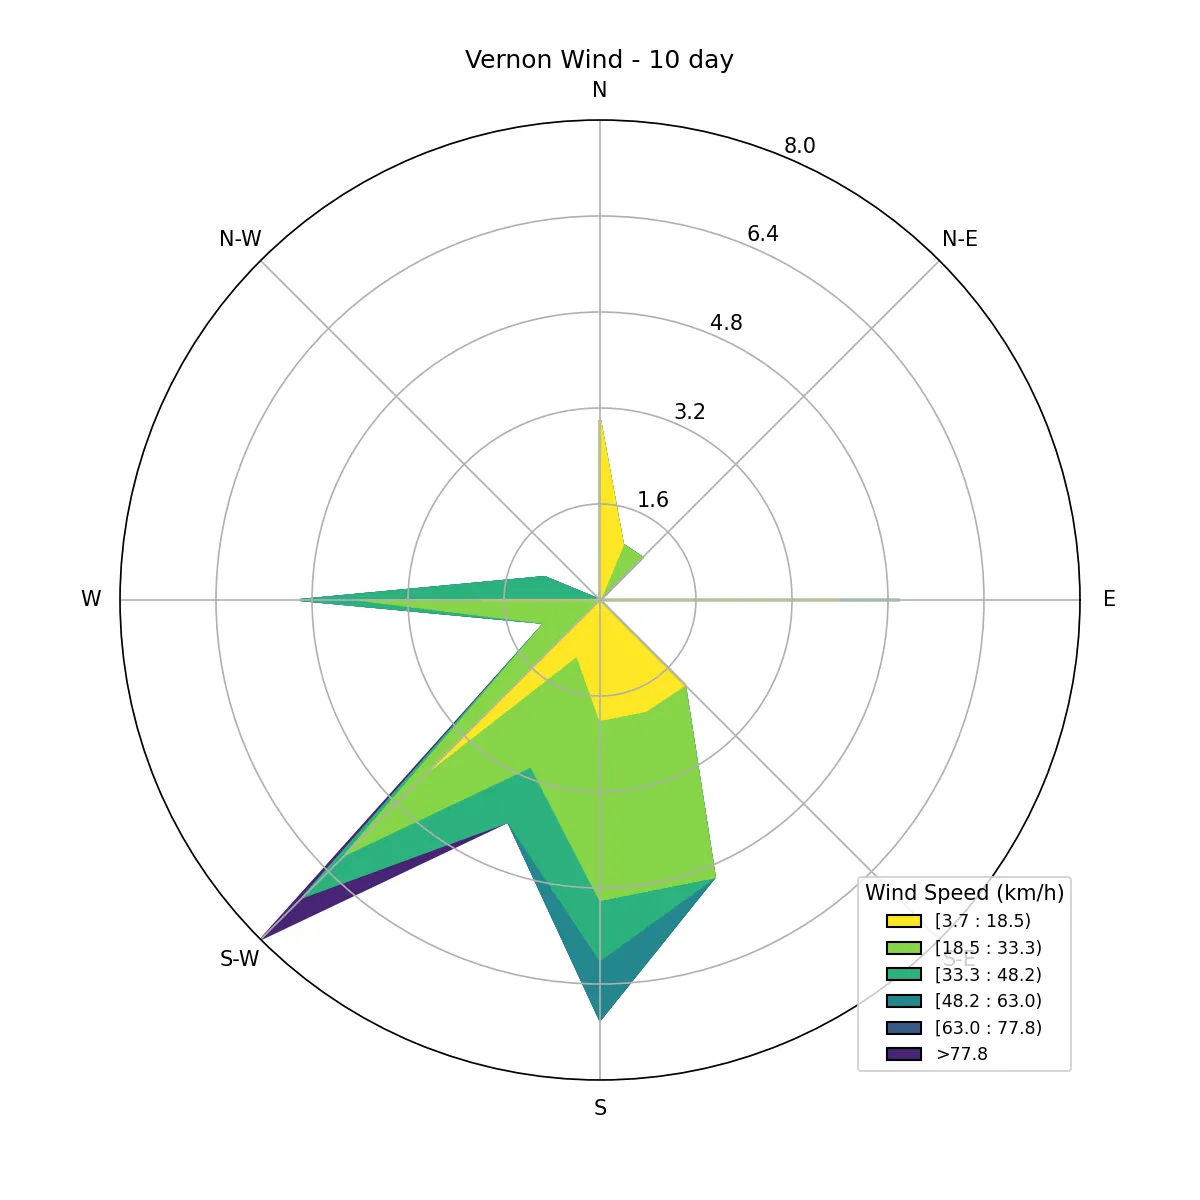 Vernon Wind - 10 day
N
8.0
N-W
6.4
N-E
4.8
3.2
1.6
W
E
Wind Speed (km/h)
[3.7 : 18.5)
[18.5 : 33.3)
S-W
S-E
[33.3 : 48.2)
[48.2 : 63.0)
[63.0 : 77.8)
>77.8
S